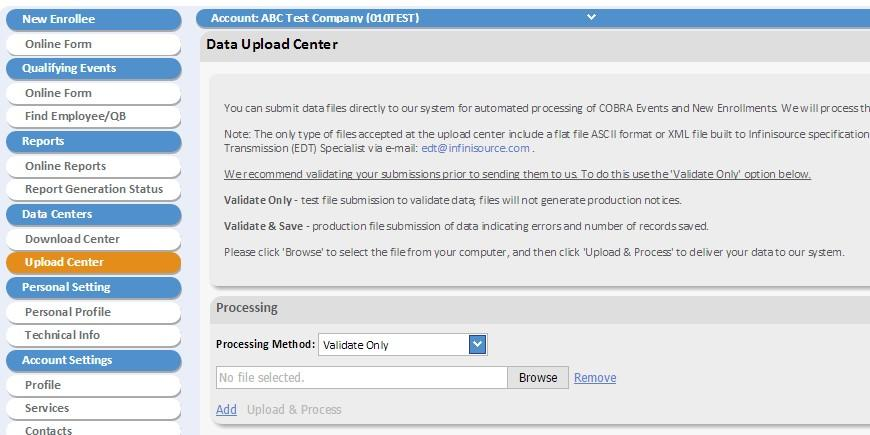 New Enrollee
Online Form
Qualifying Events
Online Form
Find Employee/QB
Reports
Online Reports
Report Generation Status
Data Centers
Download Center
Upload Center
Personal Setting
Personal Profile
Technical Info
Account Settings
Profile
Services
Contacts
Account: ABC Test Company (010TEST)
Data Upload Center
You can submit data files directly to our system for automated processing of COBRA Events and New Enrollments. We will process th
Note: The only type of files accepted at the upload center include a flat file ASCII format or XML file built to Infinisource specification
Transmission (EDT) Specialist via e-mail: edt@infinisource.com .
We recommend validating your submissions prior to sending them to us. To do this use the 'Validate Only' option below.
Validate Only - test file submission to validate data; files will not generate production notices.
Validate & Save - production file submission of data indicating errors and number of records saved.
Please click 'Browse' to select the file from your computer, and then click 'Upload & Process' to deliver your data to our system.
Processing
Processing Method: Validate Only
No file selected. Browse Remove
Add Upload & Process